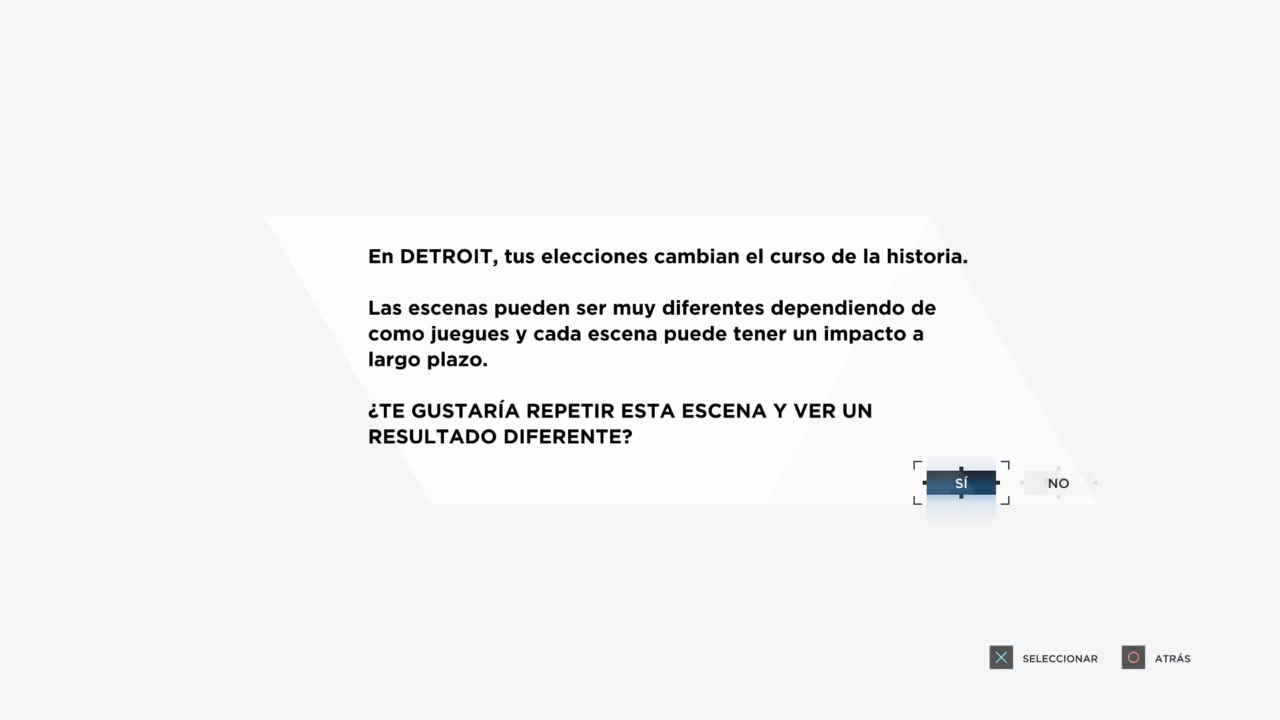 En DETROIT, tus elecciones cambian el curso de la historia.
Las escenas pueden ser muy diferentes dependiendo de
como juegues y cada escena puede tener un impacto a
largo plazo.
¿TE GUSTARÍA REPETIR ESTA ESCENA Y VER UN
RESULTADO DIFERENTE?
SÍ NO
SELECCIONAR ATRÁS